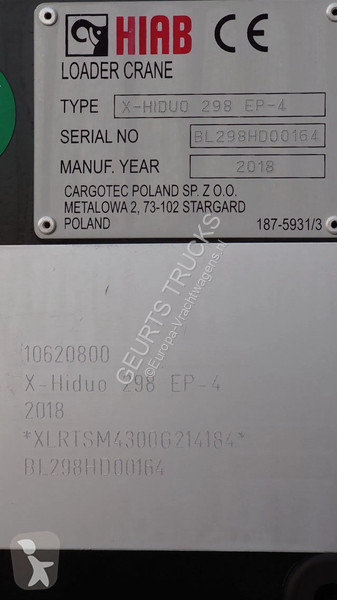 HIAB CE
LOADER CRANE
TYPE X-HIDUO 298 EP-4
SERIAL NO BL298HD00164
MANUF. YEAR 2018
CARGOTEC POLAND SP. Z O.O.
METALOWA 2, 73-102 STARGARD
POLAND 187-5931/3
GEURTS TRUCKS
©Europa-Vrachtwagens.nl
10620800
X-Hiduo 298 EP-4
2018
*XLRTSM4300G214184*
BL298HD00164